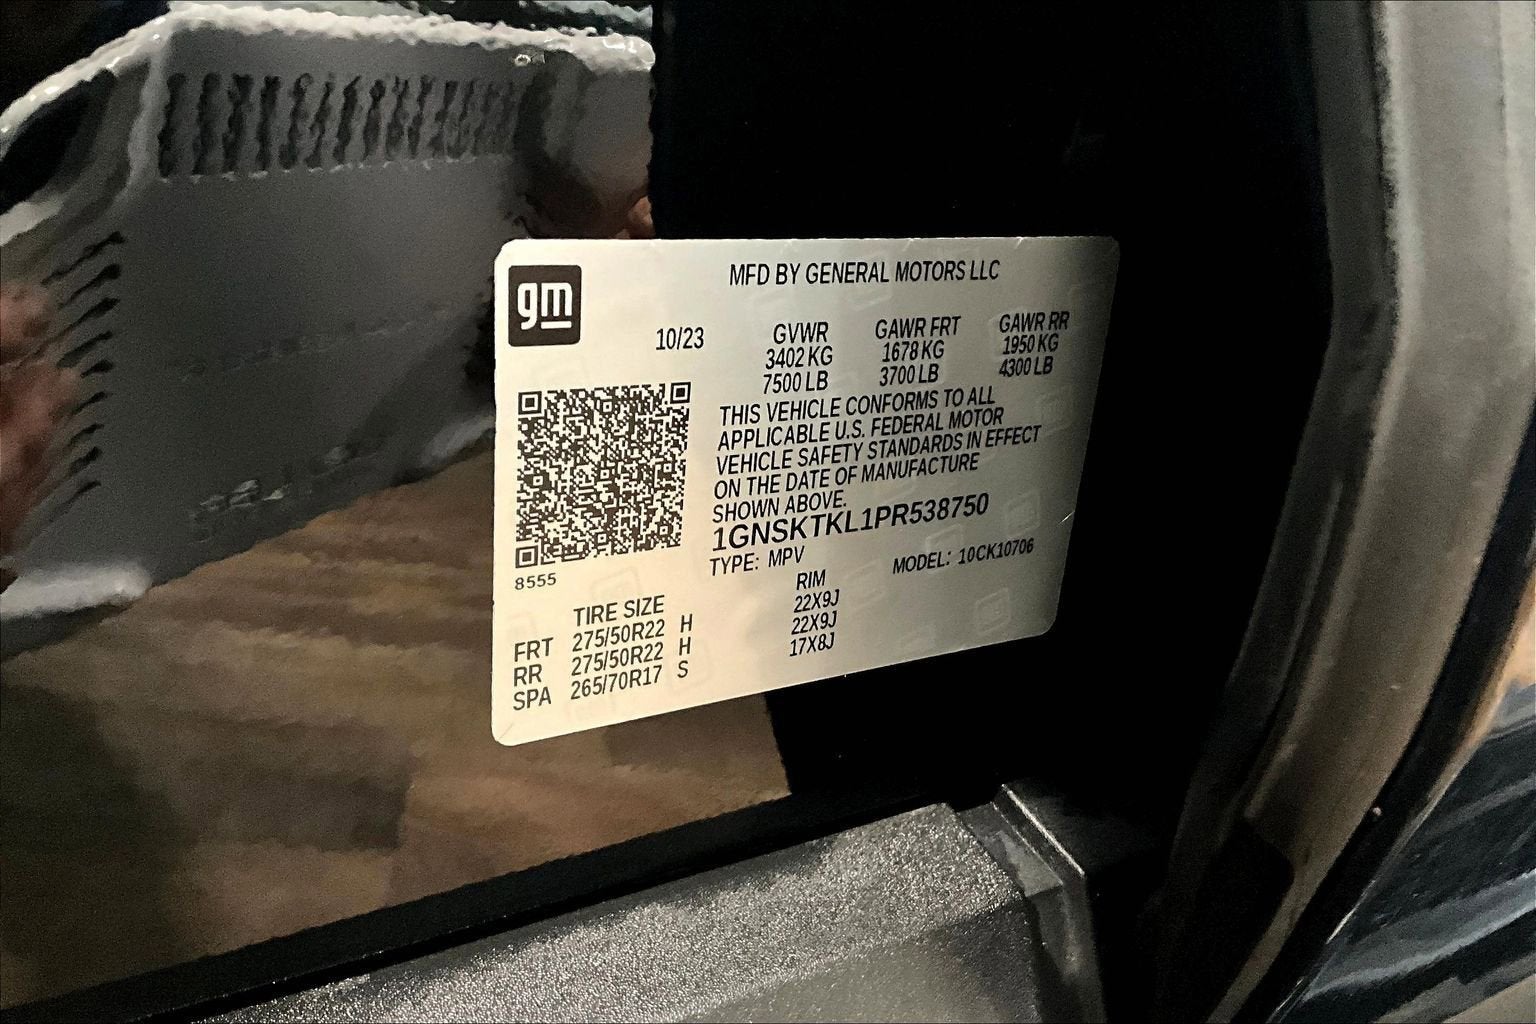 gm
MFD BY GENERAL MOTORS LLC
10/23 GVWR GAWR FRT GAWR RR
3402 KG 1678 KG 1950 KG
7500 LB 3700 LB 4300 LB
THIS VEHICLE CONFORMS TO ALL
APPLICABLE U.S. FEDERAL MOTOR
VEHICLE SAFETY STANDARDS IN EFFECT
ON THE DATE OF MANUFACTURE
SHOWN ABOVE.
1GNSKTKL1PR538750
TYPE: MPV MODEL: 10CK10706
8555
TIRE SIZE RIM
FRT 275/50R22 H 22X9J
RR 275/50R22 H 22X9J
SPA 265/70R17 S 17X8J